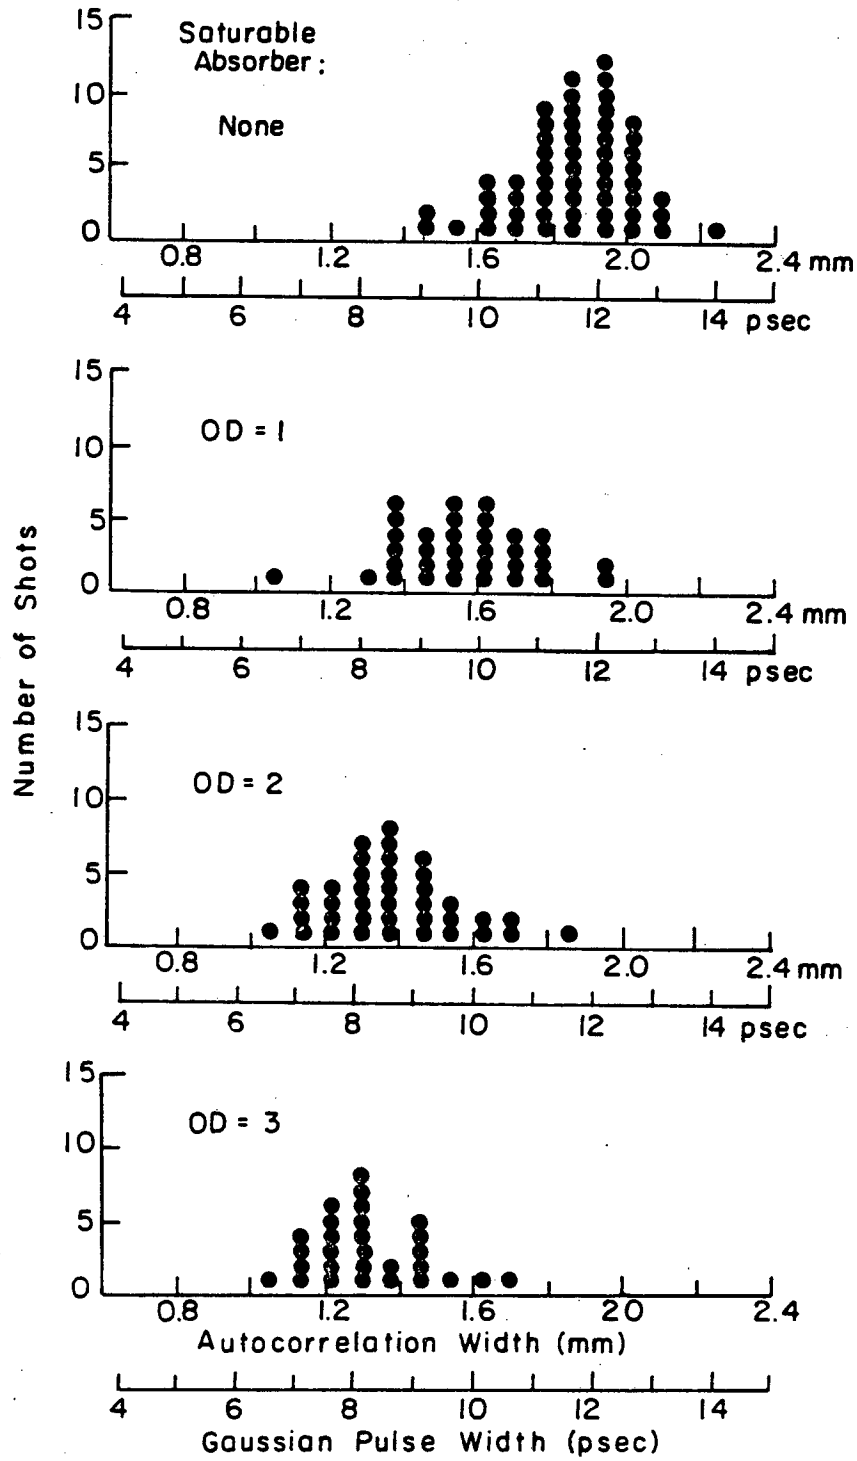 Saturable
Absorber:
None
15
10
5
0
0.8 1.2 1.6 2.0 2.4 mm
4 6 8 10 12 14 psec
OD = 1
15
10
5
0
0.8 1.2 1.6 2.0 2.4 mm
4 6 8 10 12 14 psec
Number of Shots
OD = 2
15
10
5
0
0.8 1.2 1.6 2.0 2.4 mm
4 6 8 10 12 14 psec
OD = 3
15
10
5
0
0.8 1.2 1.6 20 2.4
Autocorrelation Width (mm)
4 6 8 10 12 14
Gaussian Pulse Width (psec)